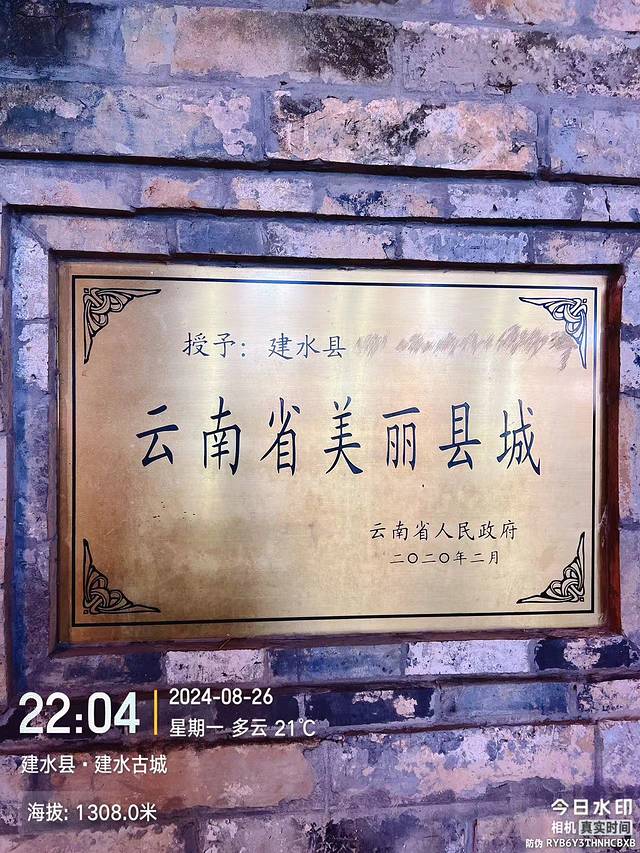 授予：建水县
云南省美丽县城
云南省人民政府
二〇二〇年二月
22:04
2024-08-26
星期一 多云 21℃
建水县·建水古城
海拔: 1308.0米
今日水印
相机 真实时间
防伪 RYB6Y3THNHCBXB